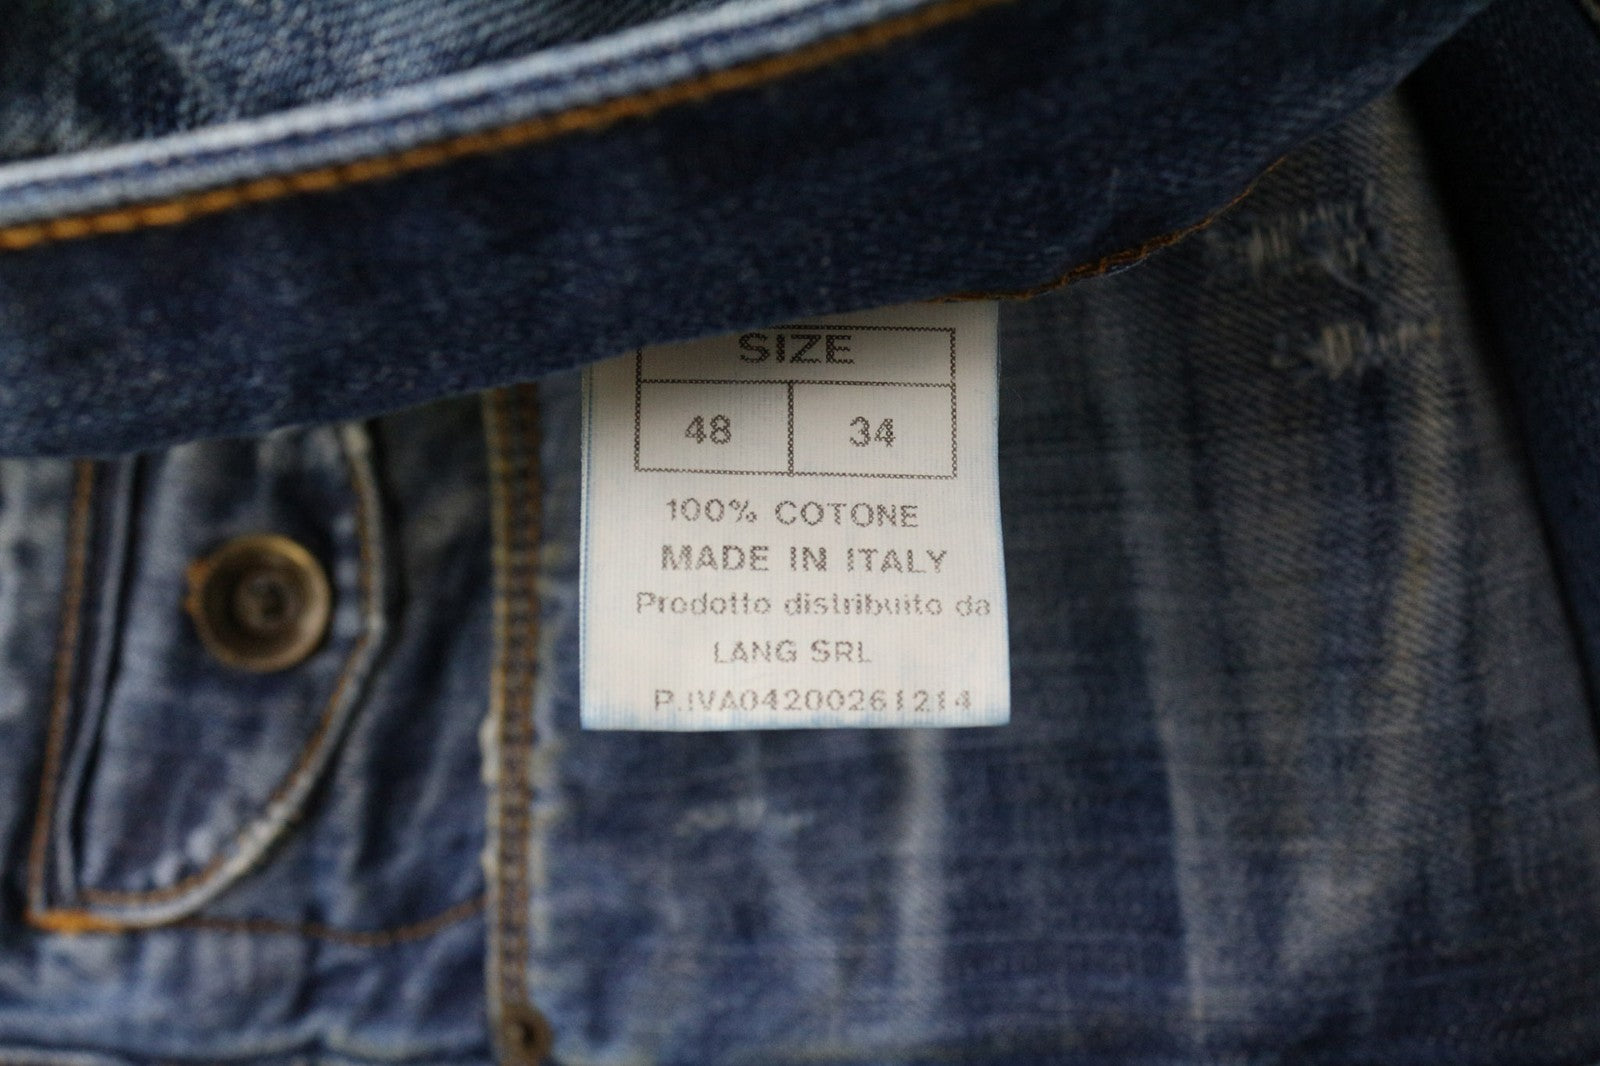 SIZE
48 34
100% COTONE
MADE IN ITALY
Prodotto distribuito da
LANG SRL
P.IVA04200261214